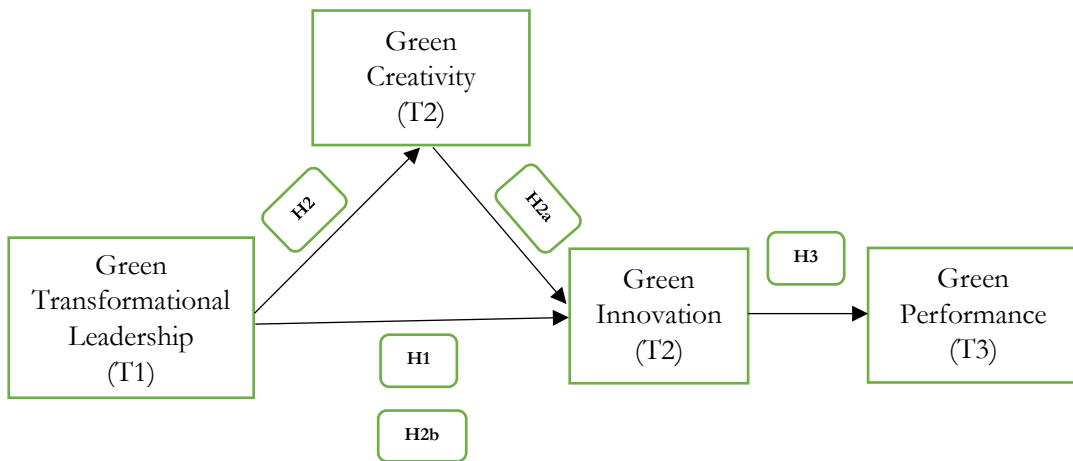 Green
Creativity
(T2)
H2
H2a
Green
Transformational
Leadership
(T1)
H1
H2b
Green
Innovation
(T2)
H3
Green
Performance
(T3)